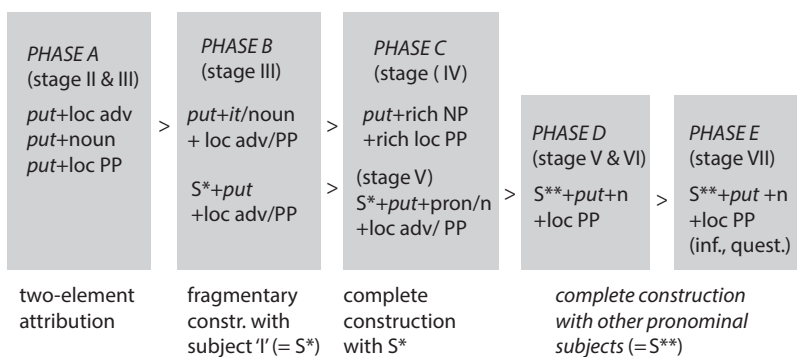 PHASE A
(stage II & III)
put+loc adv
put+noun
put+loc PP
>
PHASE B
(stage III)
put+it/noun
+ loc adv/PP
S*+put
+loc adv/PP
>
>
PHASE C
(stage ( IV)
put+rich NP
+rich loc PP
(stage V)
S*+put+pron/n
+loc adv/ PP
>
PHASE D
(stage V & VI)
S**+put+n
+loc PP
>
PHASE E
(stage VII)
S**+put +n
+loc PP
(inf., quest.)
two-element
attribution
fragmentary
constr. with
subject ‘I’ (= S*)
complete
construction
with S*
complete construction
with other pronominal
subjects (= S**)